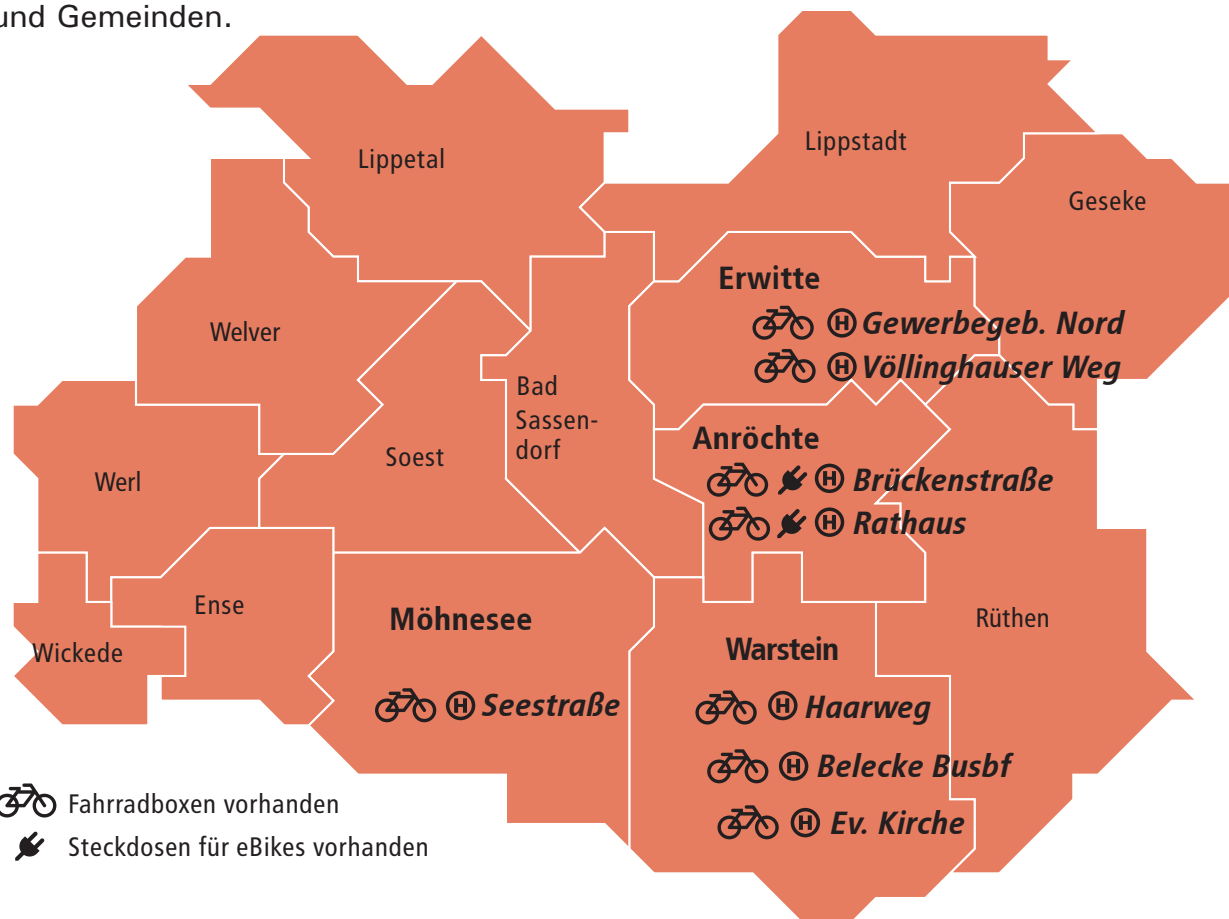 und Gemeinden.
Lippetal
Lippstadt
Geseke
Erwitte
H Gewerbegeb. Nord
H Völlinghauser Weg
Welver
Bad
Sassen-
dorf
Anröchte
H Brückenstraße
H Rathaus
Soest
Werl
Ense
Wickede
Möhnesee
H Seestraße
Warstein
H Haarweg
H Belecke Busbf
H Ev. Kirche
Rüthen
Fahrradboxen vorhanden
Steckdosen für eBikes vorhanden